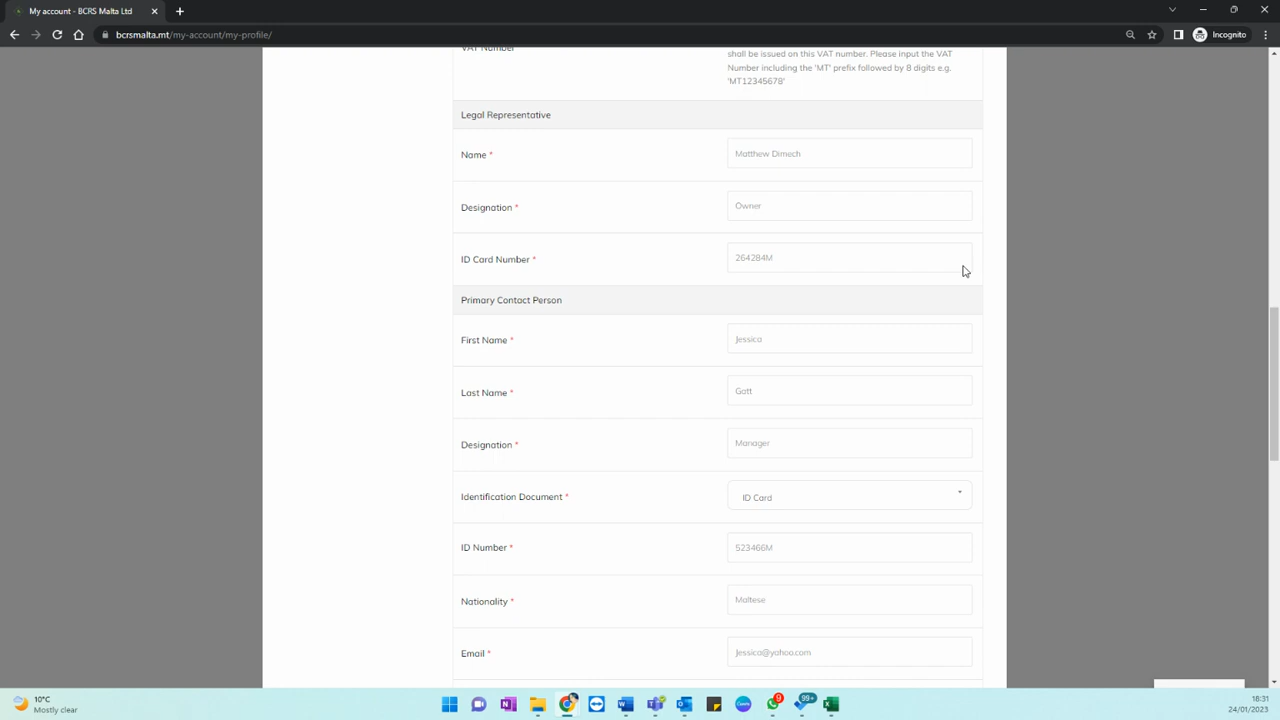 My account - BCRS Malta Ltd
Incognito
bcrsmalta.mt/my-account/my-profile/
VAT Number
shall be issued on this VAT number. Please input the VAT
Number including the 'MT' prefix followed by 8 digits e.g.
'MT12345678'
Legal Representative
Name *
Matthew Dimech
Designation *
Owner
ID Card Number *
264284M
Primary Contact Person
First Name *
Jessica
Last Name *
Gatt
Designation *
Manager
Identification Document *
ID Card
ID Number *
523466M
Nationality *
Maltese
Email *
Jessica@yahoo.com
10°C
Mostly clear
9
99+
18:31
24/01/2023